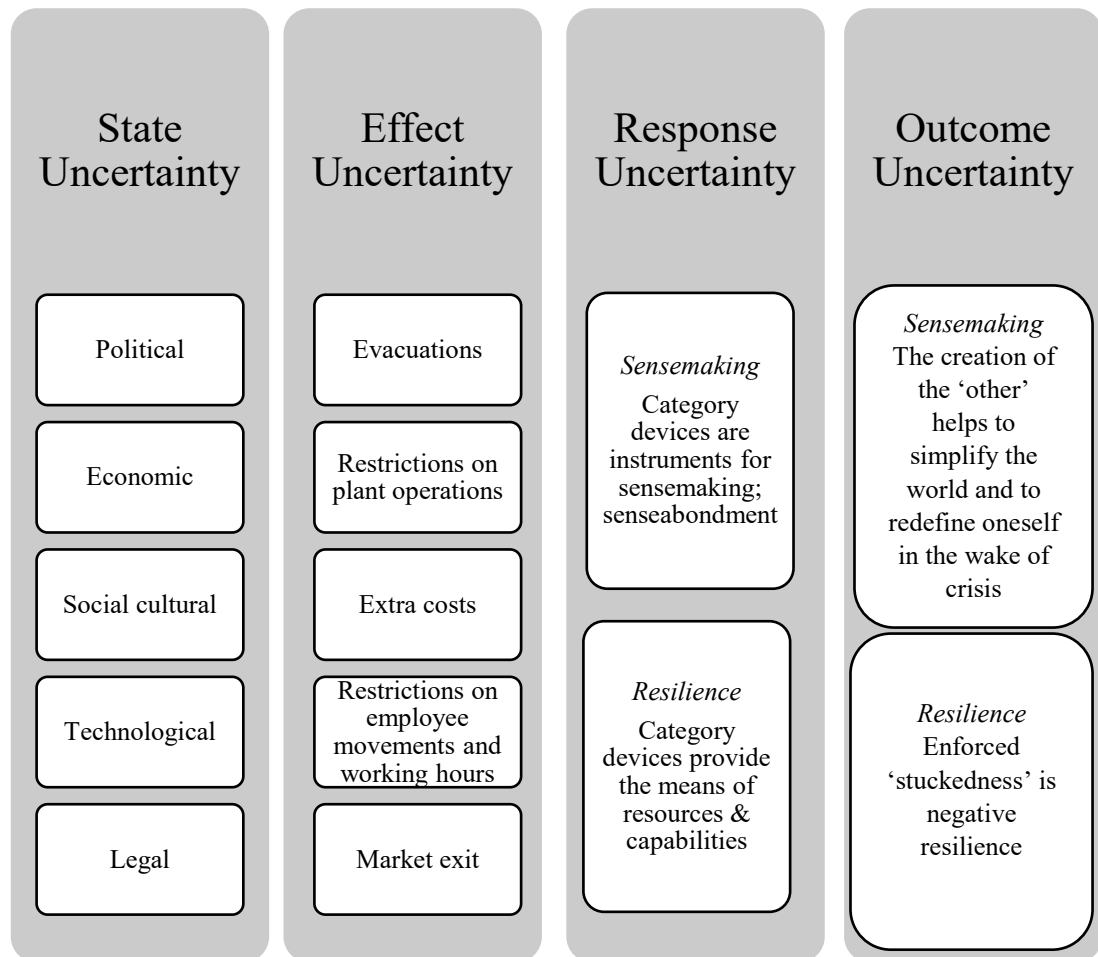 State
Uncertainty
Political
Economic
Social cultural
Technological
Legal
Effect
Uncertainty
Evacuations
Restrictions on
plant operations
Extra costs
Restrictions on
employee
movements and
working hours
Market exit
Response
Uncertainty
Sensemaking
Category
devices are
instruments for
sensemaking;
senseabondment
Resilience
Category
devices provide
the means of
resources &
capabilities
Outcome
Uncertainty
Sensemaking
The creation of
the ‘other’
helps to
simplify the
world and to
redefine oneself
in the wake of
crisis
Resilience
Enforced
‘stuckedness’ is
negative
resilience